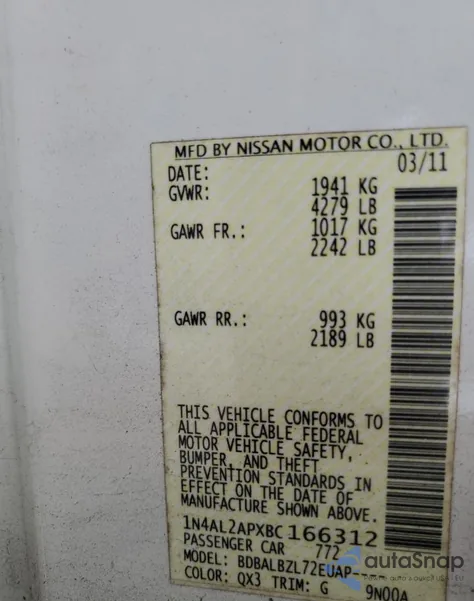 MFD BY NISSAN MOTOR CO., LTD.
DATE: 03/11
GVWR: 1941 KG
4279 LB
GAWR FR.: 1017 KG
2242 LB
GAWR RR.: 993 KG
2189 LB
THIS VEHICLE CONFORMS TO
ALL APPLICABLE FEDERAL
MOTOR VEHICLE SAFETY,
BUMPER, AND THEFT
PREVENTION STANDARDS IN
EFFECT ON THE DATE OF
MANUFACTURE SHOWN ABOVE.
1N4AL2APXBC166312
PASSENGER CAR 772
MODEL: BDBALBZL72EUAP--
COLOR: QX3 TRIM: G 9N00A
autoSnap